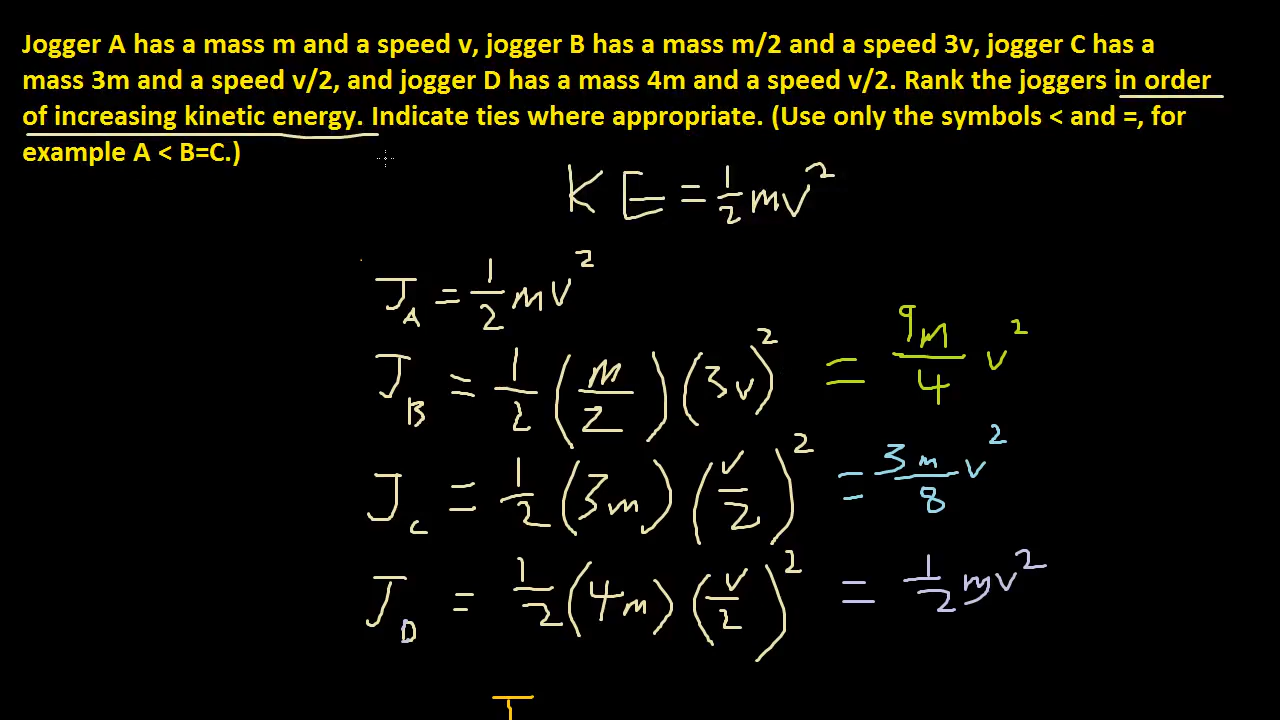 Jogger A has a mass m and a speed v, jogger B has a mass m/2 and a speed 3v, jogger C has a
mass 3m and a speed v/2, and jogger D has a mass 4m and a speed v/2. Rank the joggers in order
of increasing kinetic energy. Indicate ties where appropriate. (Use only the symbols < and =, for
example A < B=C.)
KE = 1/2 mv²
J_A = 1/2 mv²
J_B = 1/2 (m/2) (3v)² = 9m/4 v²
J_C = 1/2 (3m) (v/2)² = 3m/8 v²
J_D = 1/2 (4m) (v/2)² = 1/2 mv²